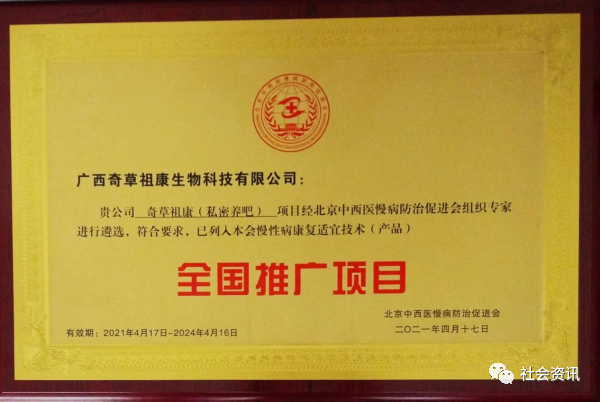 广西奇草祖康生物科技有限公司：
贵公司 奇草祖康（私密养吧） 项目经北京中西医慢病防治促进会组织专家
进行遴选，符合要求，已列入本会慢性病康复适宜技术（产品）
全国推广项目
北京中西医慢病防治促进会
有效期：2021年4月17日-2024年4月16日
二〇二一年四月十七日
社会资讯